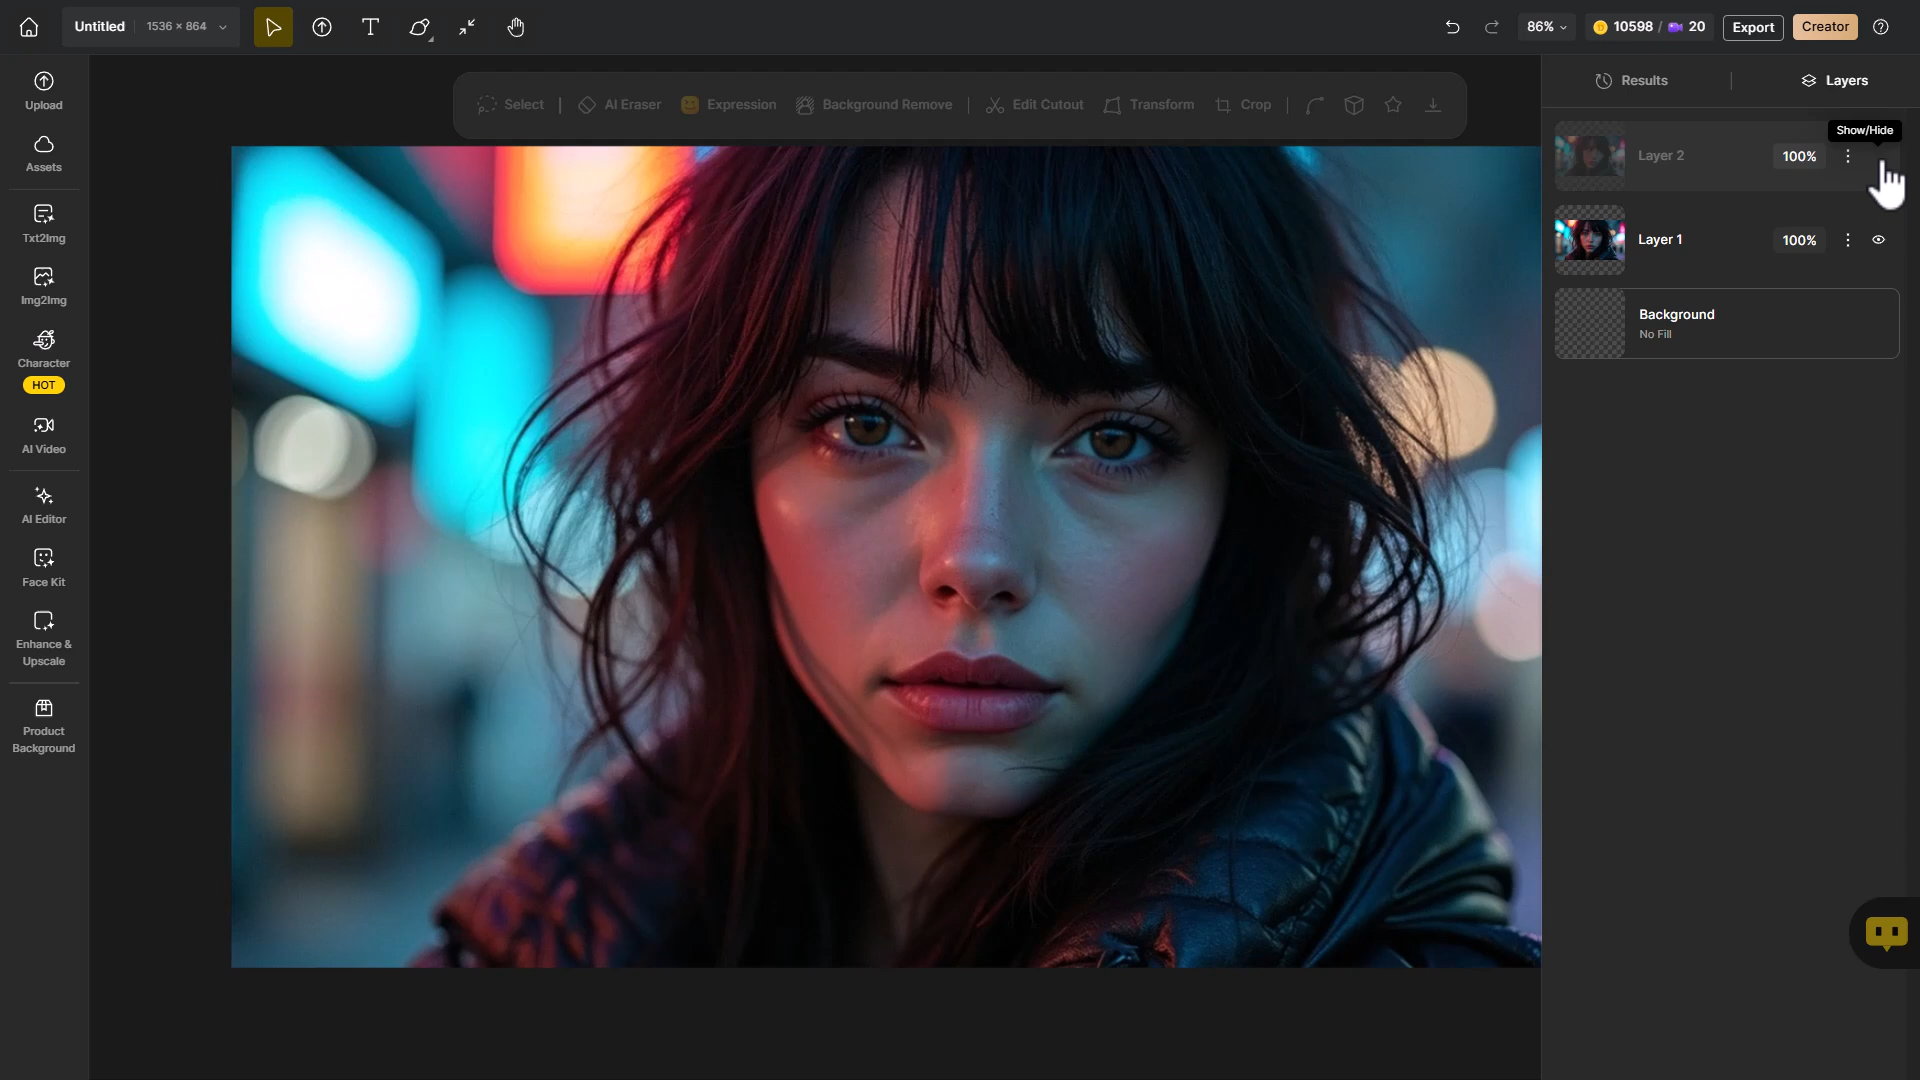 Untitled 1536 × 864
86% 10598 / 20 Export Creator
Upload
Assets
Txt2Img
Img2Img
Character
HOT
AI Video
AI Editor
Face Kit
Enhance &
Upscale
Product
Background
Select AI Eraser Expression Background Remove Edit Cutout Transform Crop
Results Layers
Show/Hide
Layer 2 100%
Layer 1 100%
Background
No Fill